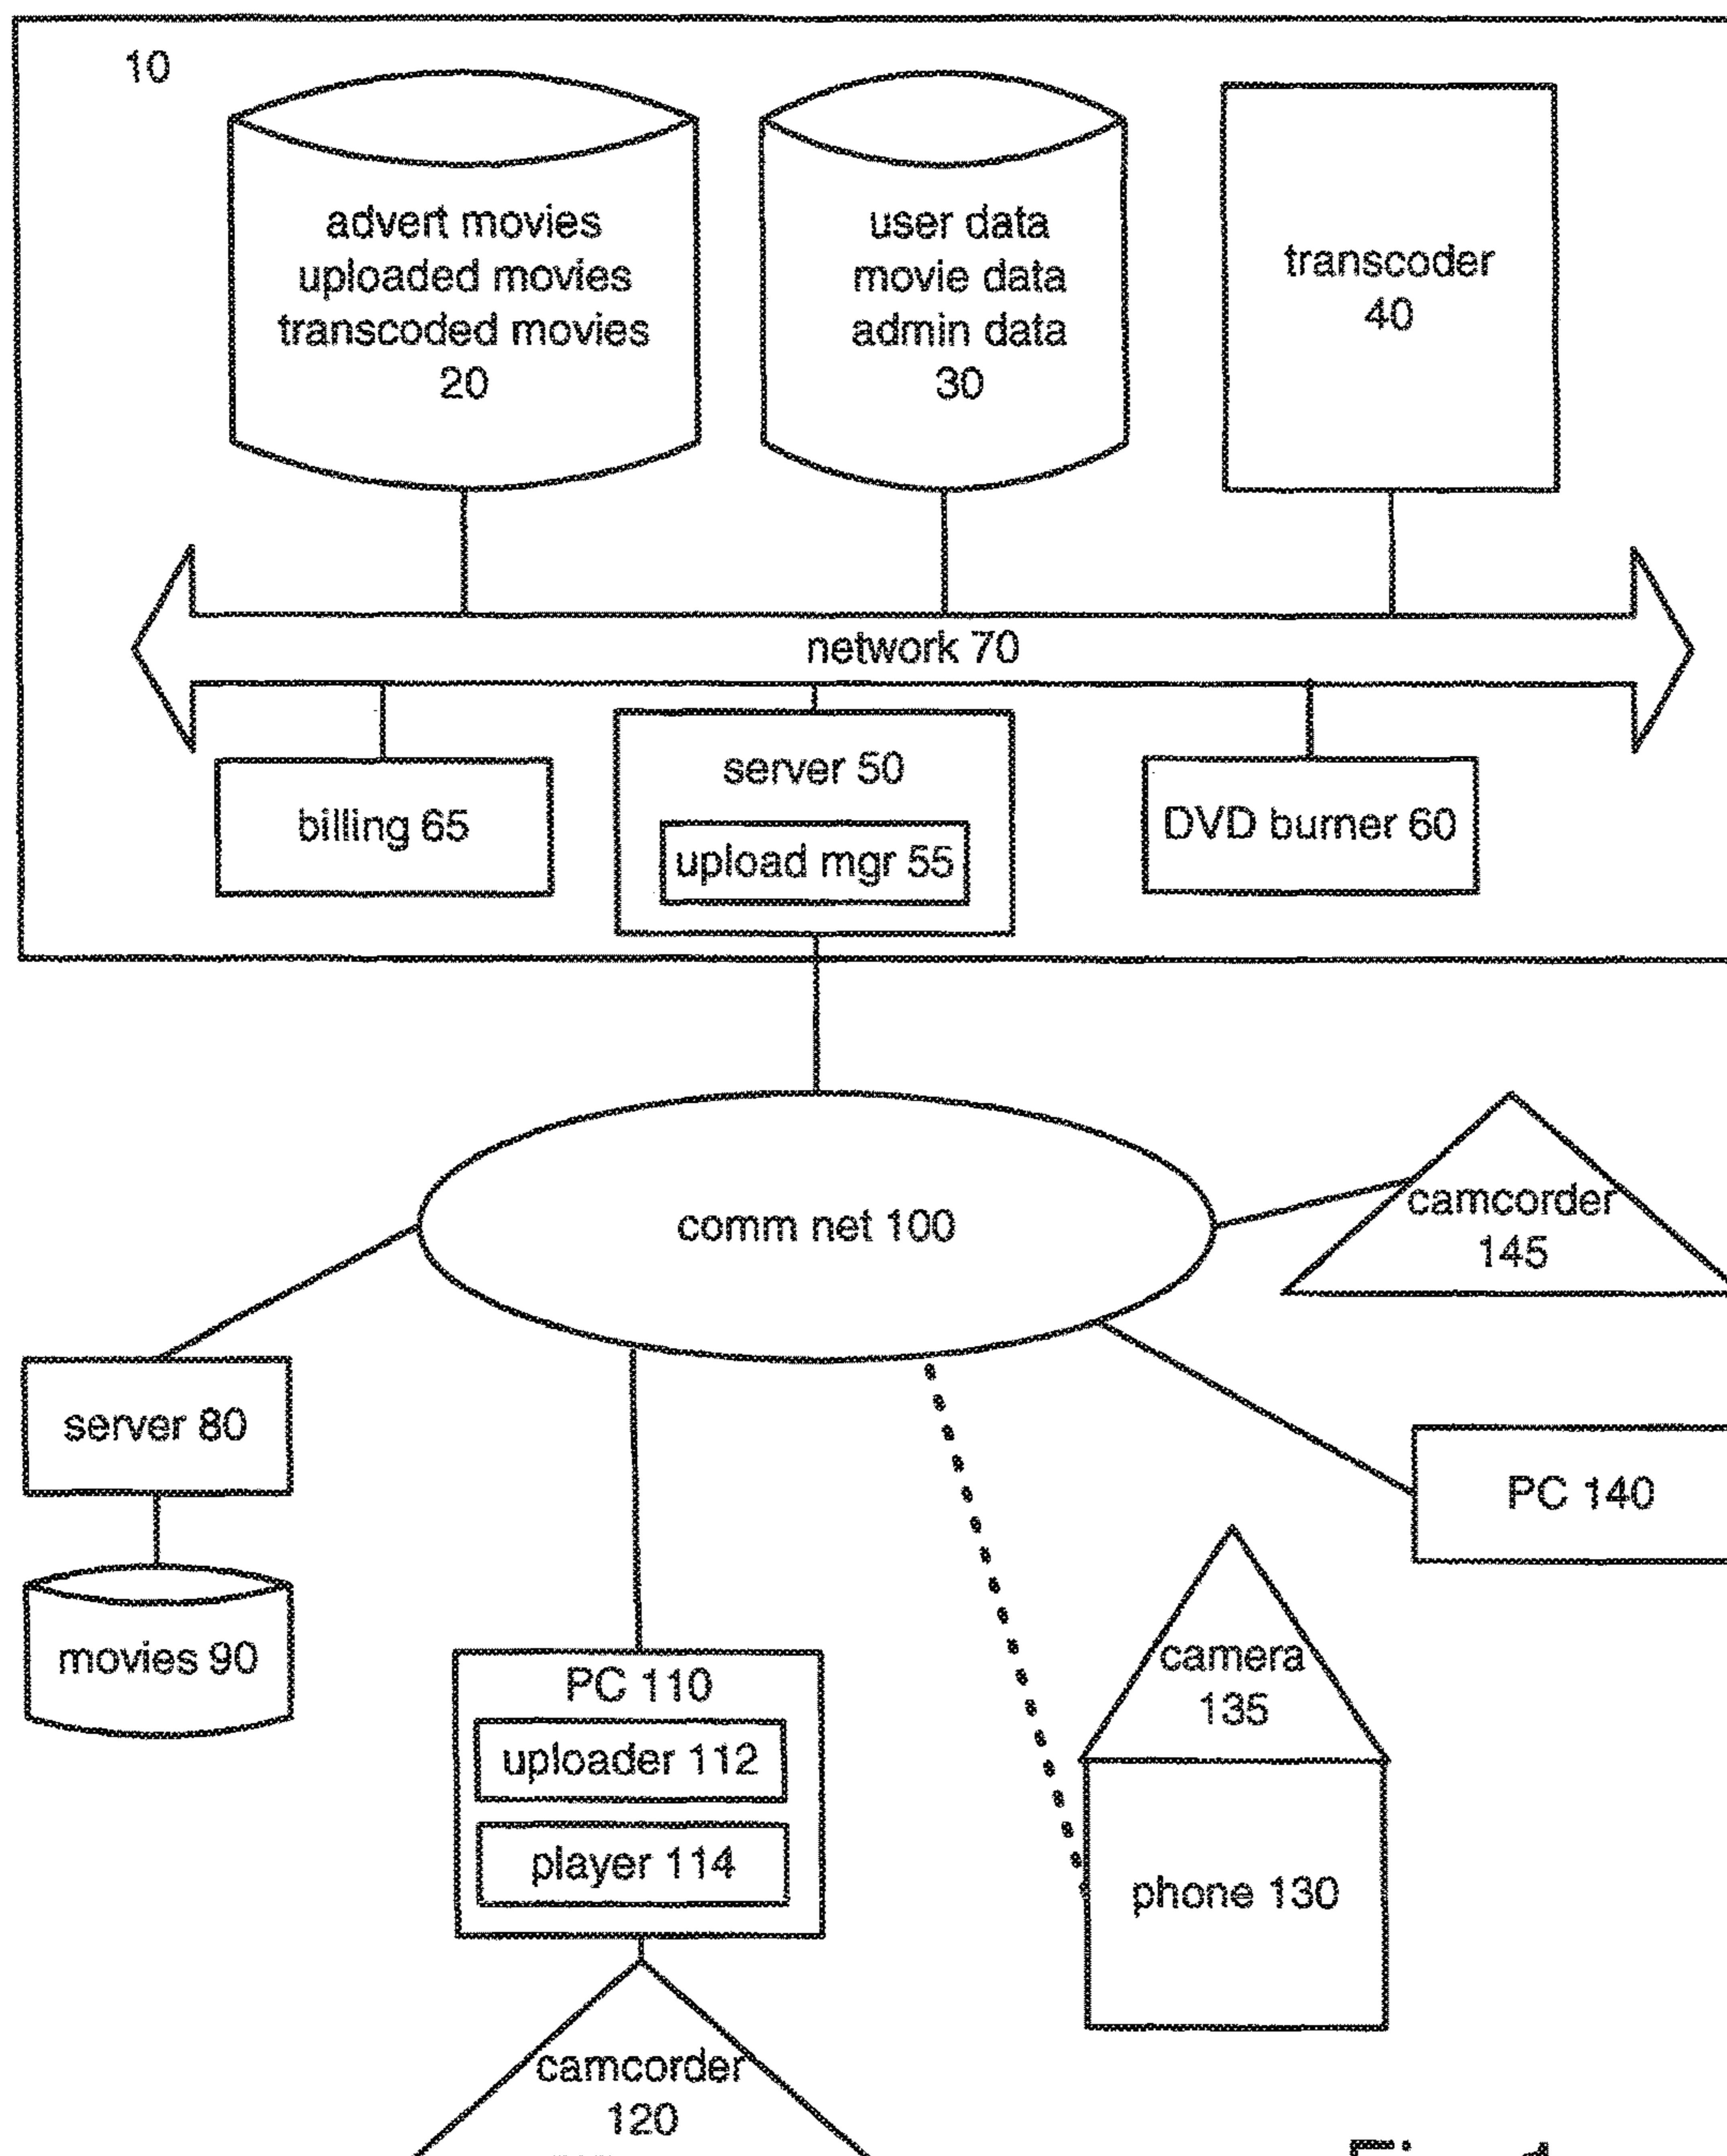 10
advert movies
uploaded movies
transcoded movies
20
user data
movie data
admin data
30
transcoder
40
network 70
billing 65
server 50
upload mgr 55
DVD burner 60
comm net 100
camcorder
145
server 80
PC 140
movies 90
camera
135
PC 110
uploader 112
player 114
phone 130
camcorder
120